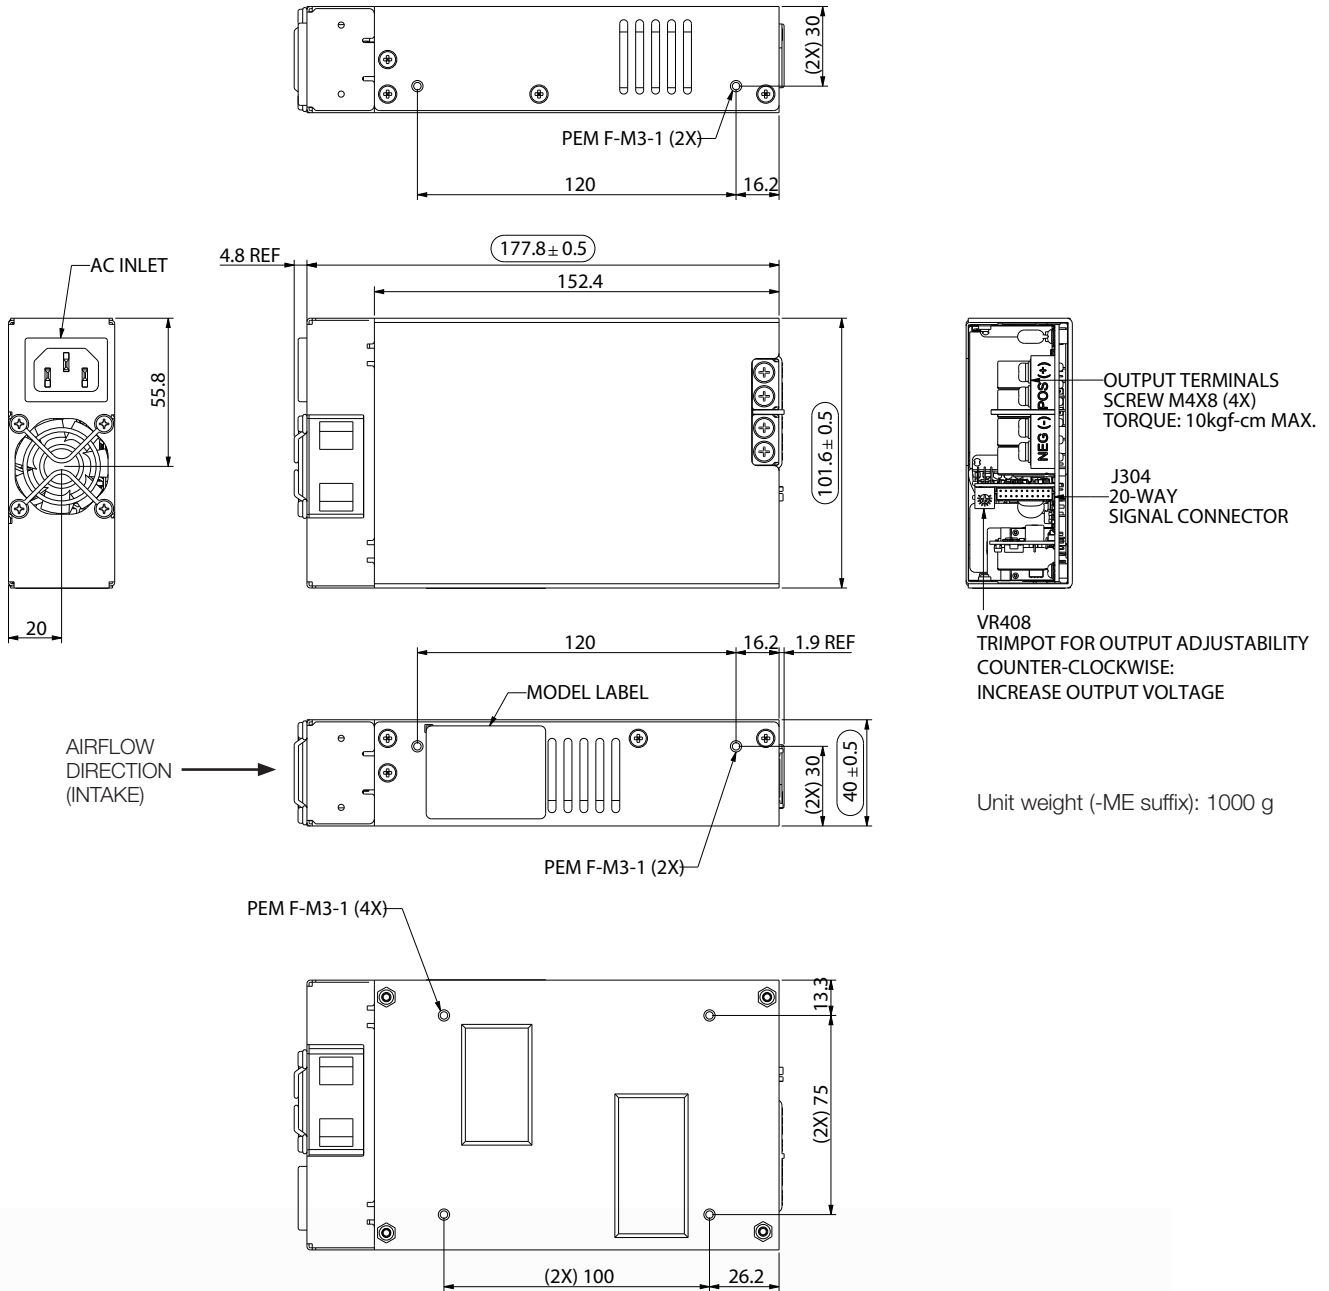 (2X) 30
PEM F-M3-1 (2X)
120
16.2
4.8 REF
177.8± 0.5
152.4
AC INLET
55.8
20
101.6± 0.5
POS (+)
NEG (-)
OUTPUT TERMINALS
SCREW M4X8 (4X)
TORQUE: 10kgf-cm MAX.
J304
20-WAY
SIGNAL CONNECTOR
VR408
TRIMPOT FOR OUTPUT ADJUSTABILITY
COUNTER-CLOCKWISE:
INCREASE OUTPUT VOLTAGE
120
16.2
1.9 REF
MODEL LABEL
AIRFLOW
DIRECTION
(INTAKE)
(2X) 30
40 ±0.5
Unit weight (-ME suffix): 1000 g
PEM F-M3-1 (2X)
PEM F-M3-1 (4X)
13.3
(2X) 75
(2X) 100
26.2